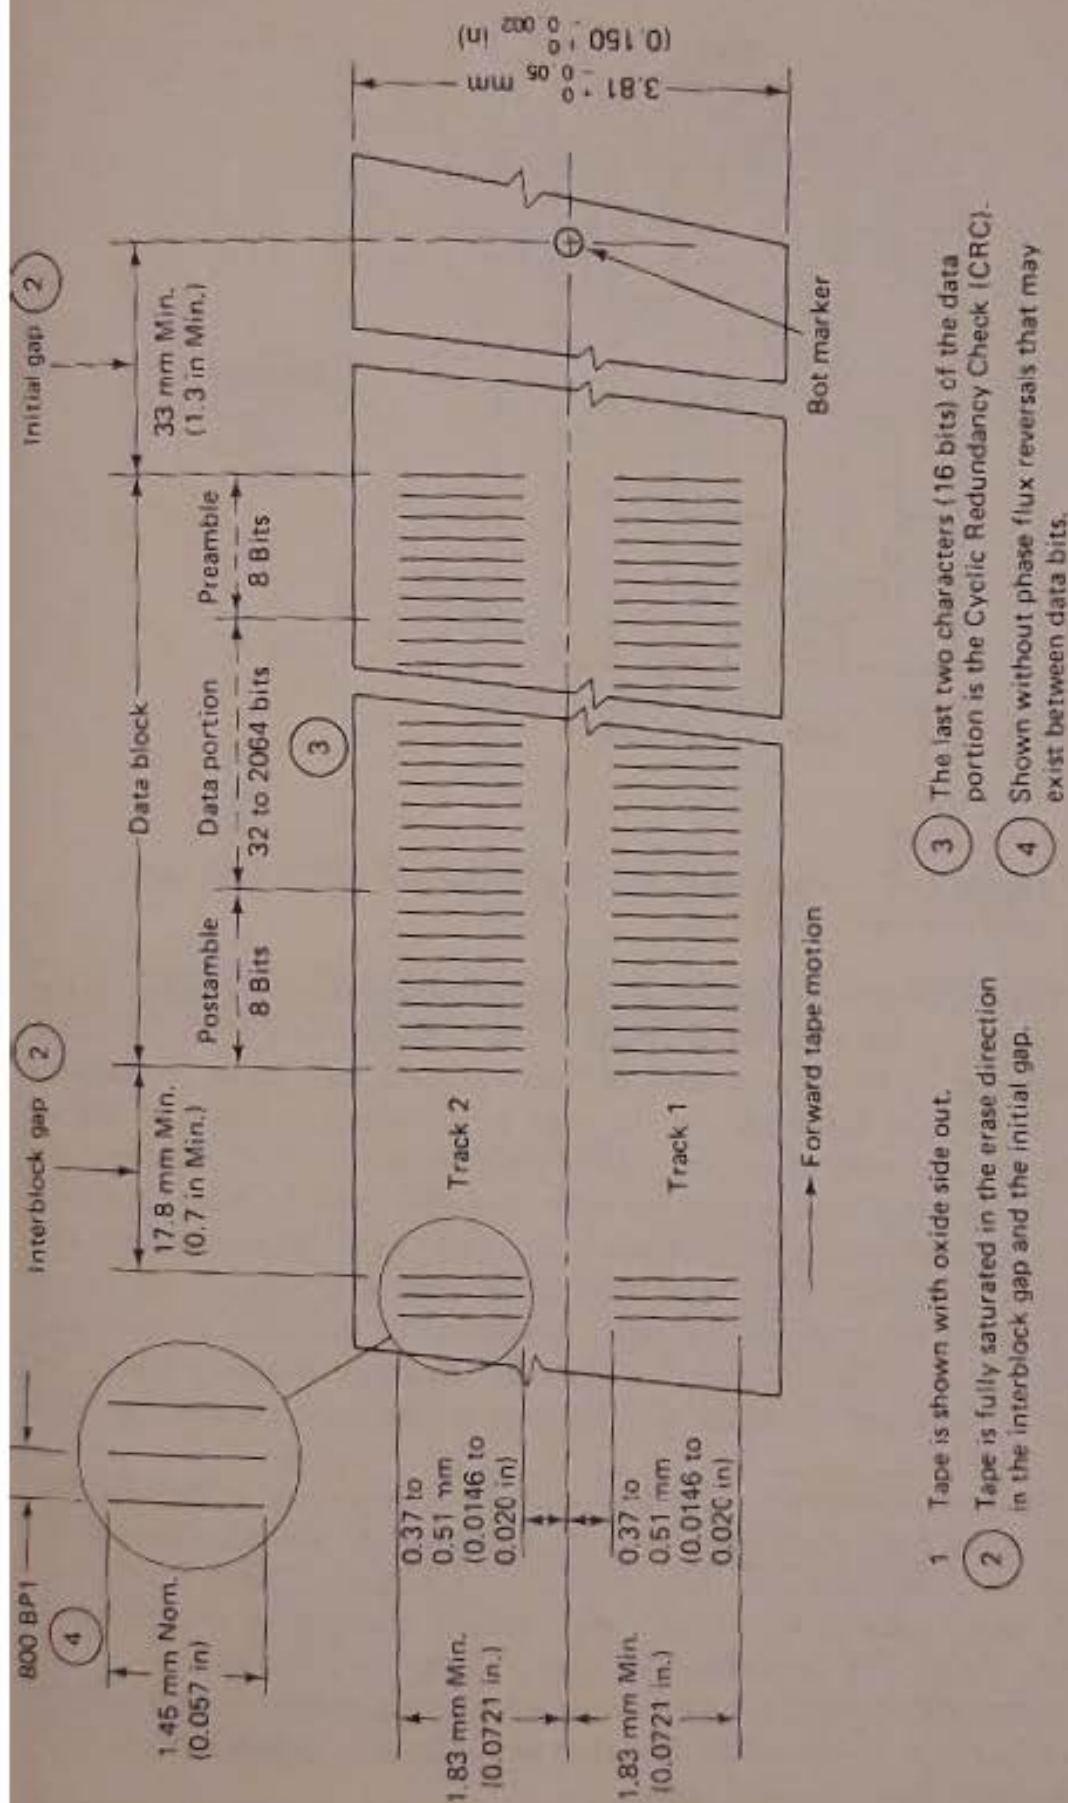 800 BPI
4
1.45 mm Nom.
(0.057 in)
Interblock gap 2
17.8 mm Min.
(0.7 in Min.)
Initial gap 2
33 mm Min.
(1.3 in Min.)
Data block
Postamble
8 Bits
Data portion
32 to 2064 bits
3
Preamble
8 Bits
3.81 + 0 - 0.05 mm
(0.150 + 0 - 0.002 in)
1.83 mm Min.
(0.0721 in.)
0.37 to
0.51 mm
(0.0146 to
0.020 in)
Track 2
1.83 mm Min.
(0.0721 in.)
0.37 to
0.51 mm
(0.0146 to
0.020 in)
Track 1
Forward tape motion
Bot marker
1 Tape is shown with oxide side out.
2 Tape is fully saturated in the erase direction
in the interblock gap and the initial gap.
3 The last two characters (16 bits) of the data
portion is the Cyclic Redundancy Check (CRC).
4 Shown without phase flux reversals that may
exist between data bits.